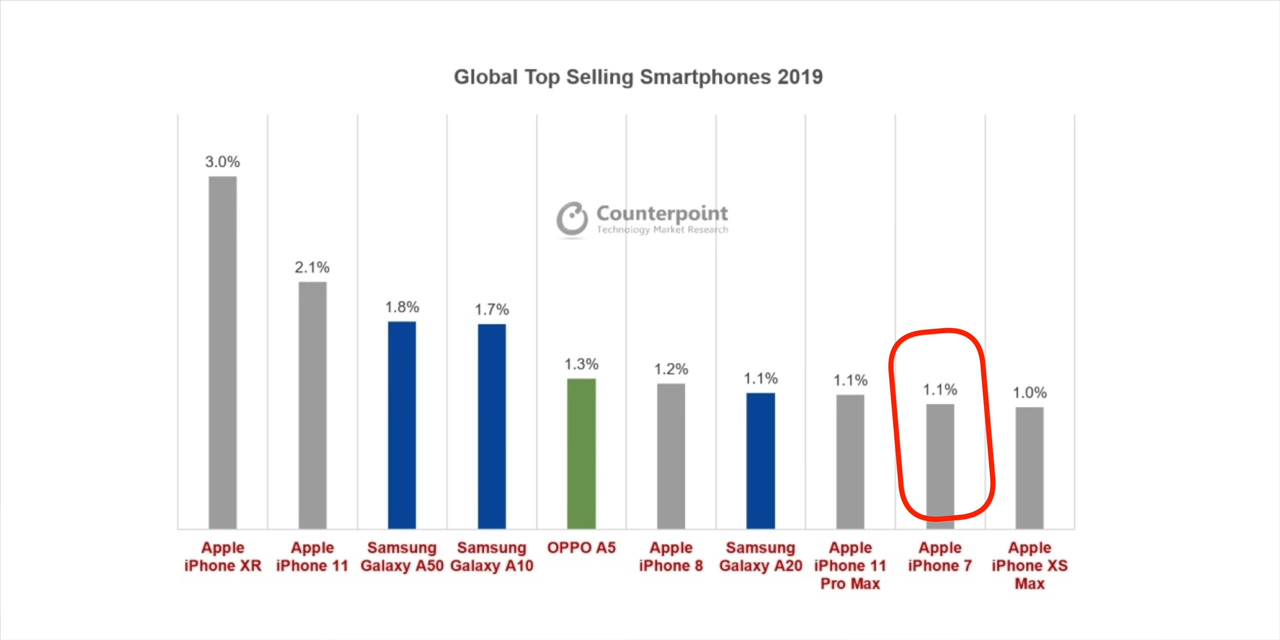 Global Top Selling Smartphones 2019
3.0%
2.1%
1.8%
1.7%
1.3%
1.2%
1.1%
1.1%
1.1%
1.0%
Counterpoint
Technology Market Research
Apple
iPhone XR
Apple
iPhone 11
Samsung
Galaxy A50
Samsung
Galaxy A10
OPPO A5
Apple
iPhone 8
Samsung
Galaxy A20
Apple
iPhone 11
Pro Max
Apple
iPhone 7
Apple
iPhone XS
Max